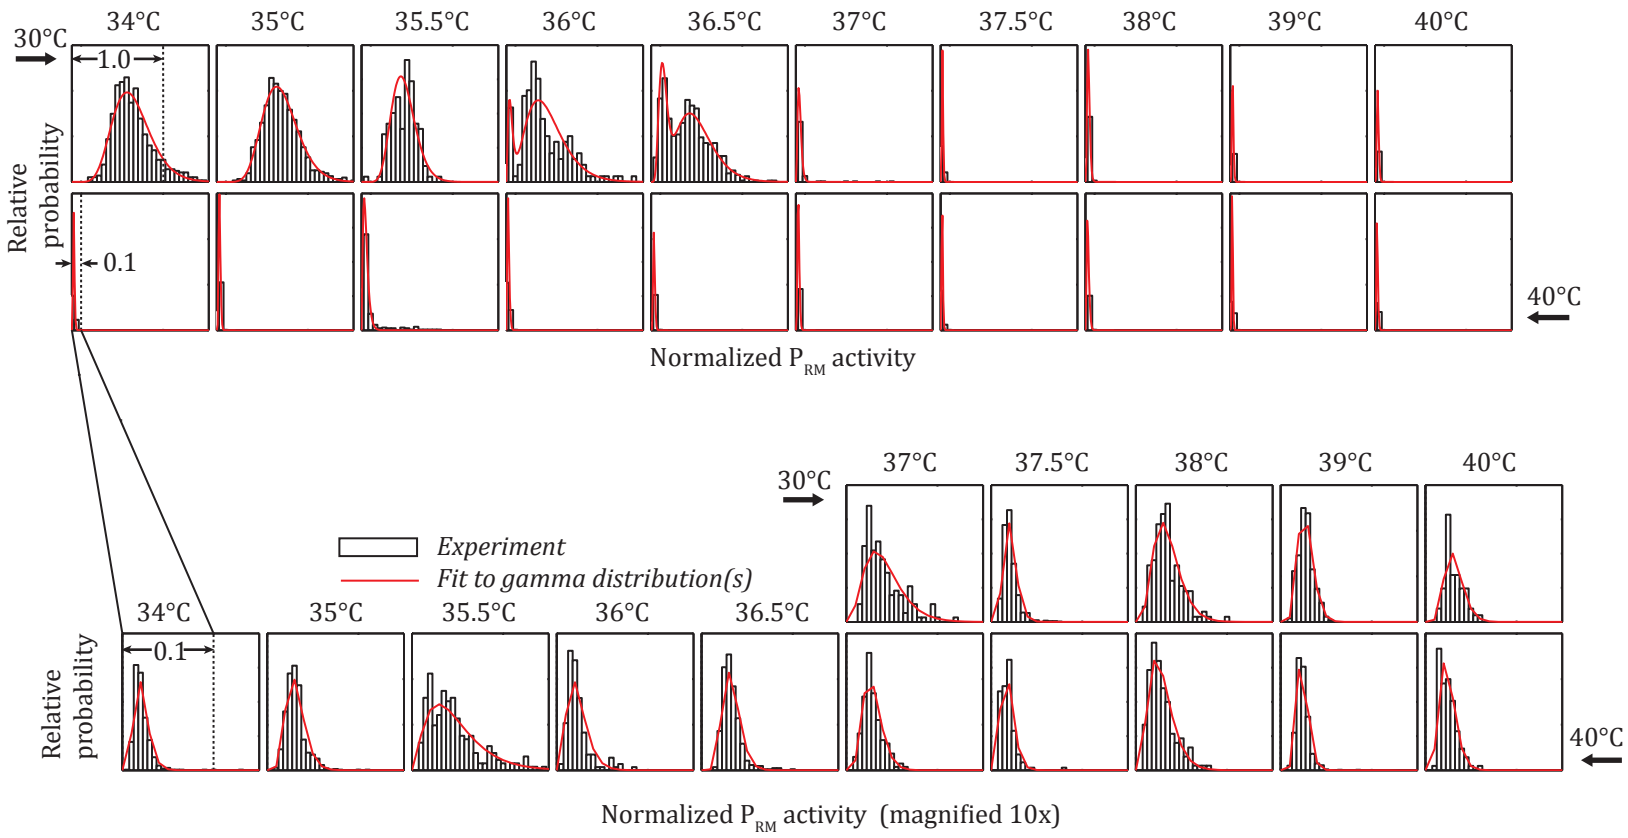 34°C 35°C 35.5°C 36°C 36.5°C 37°C 37.5°C 38°C 39°C 40°C
30°C
1.0
Relative
probability
0.1
40°C
Normalized P_RM activity
37°C 37.5°C 38°C 39°C 40°C
30°C
Experiment
Fit to gamma distribution(s)
34°C 35°C 35.5°C 36°C 36.5°C
0.1
Relative
probability
40°C
Normalized P_RM activity (magnified 10x)